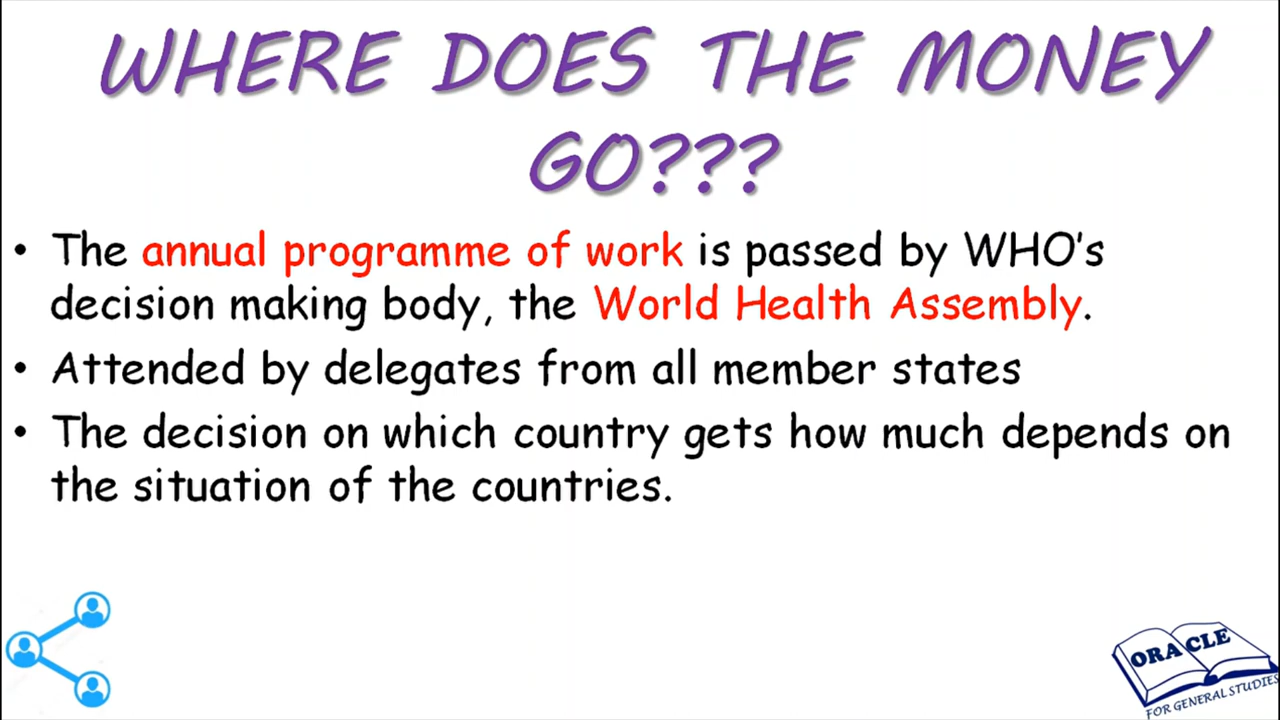 WHERE DOES THE MONEY
GO???
• The annual programme of work is passed by WHO's
decision making body, the World Health Assembly.
• Attended by delegates from all member states
• The decision on which country gets how much depends on
the situation of the countries.
ORACLE
FOR GENERAL STUDIES